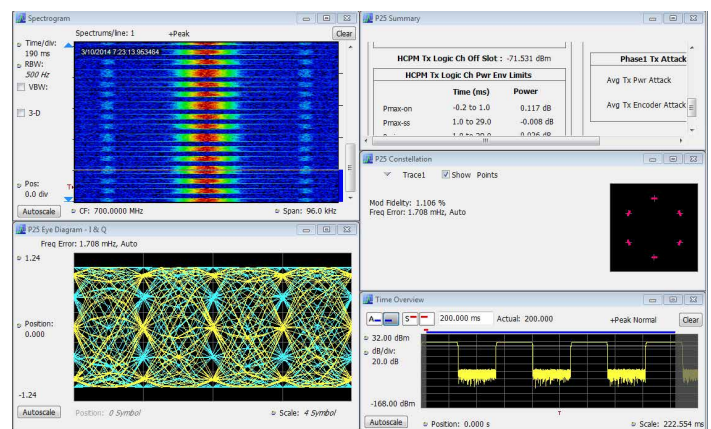 Spectrogram
Spectrums/line: 1 +Peak Clear
Time/div:
190 ms
RBW:
500 Hz
VBW:
3-D
Pos:
0.0 div
3/10/2014 7:23:13.953464
T
Autoscale CF: 700.0000 MHz Span: 96.0 kHz
P25 Summary
HCPM Tx Logic Ch Off Slot : -71.531 dBm
HCPM Tx Logic Ch Pwr Env Limits
Time (ms) Power
Pmax-on -0.2 to 1.0 0.117 dB
Pmax-ss 1.0 to 29.0 -0.008 dB
Phase1 Tx Attack
Avg Tx Pwr Attack
Avg Tx Encoder Attack
P25 Constellation
Trace1 Show Points
Mod Fidelity: 1.106 %
Freq Error: 1.708 mHz, Auto
P25 Eye Diagram - I & Q
Freq Error: 1.708 mHz, Auto
1.24
Position:
0.000
-1.24
Autoscale Position: 0 Symbol Scale: 4 Symbol
Time Overview
A S 200.000 ms Actual: 200.000 +Peak Normal Clear
32.00 dBm
dB/div:
20.0 dB
-168.00 dBm
T
Autoscale Position: 0.000 s Scale: 222.554 ms